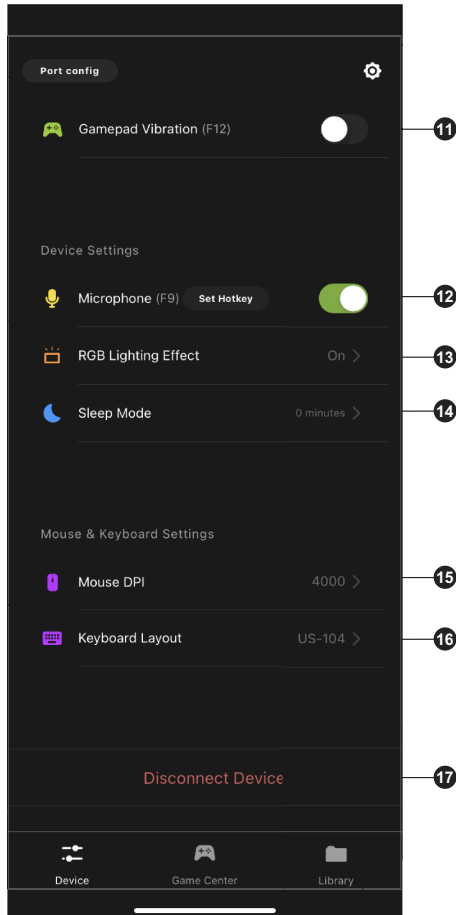 Port config
Gamepad Vibration (F12)
11
Device Settings
Microphone (F9) Set Hotkey
12
RGB Lighting Effect On
13
Sleep Mode 0 minutes
14
Mouse & Keyboard Settings
Mouse DPI 4000
15
Keyboard Layout US-104
16
Disconnect Device
17
Device Game Center Library